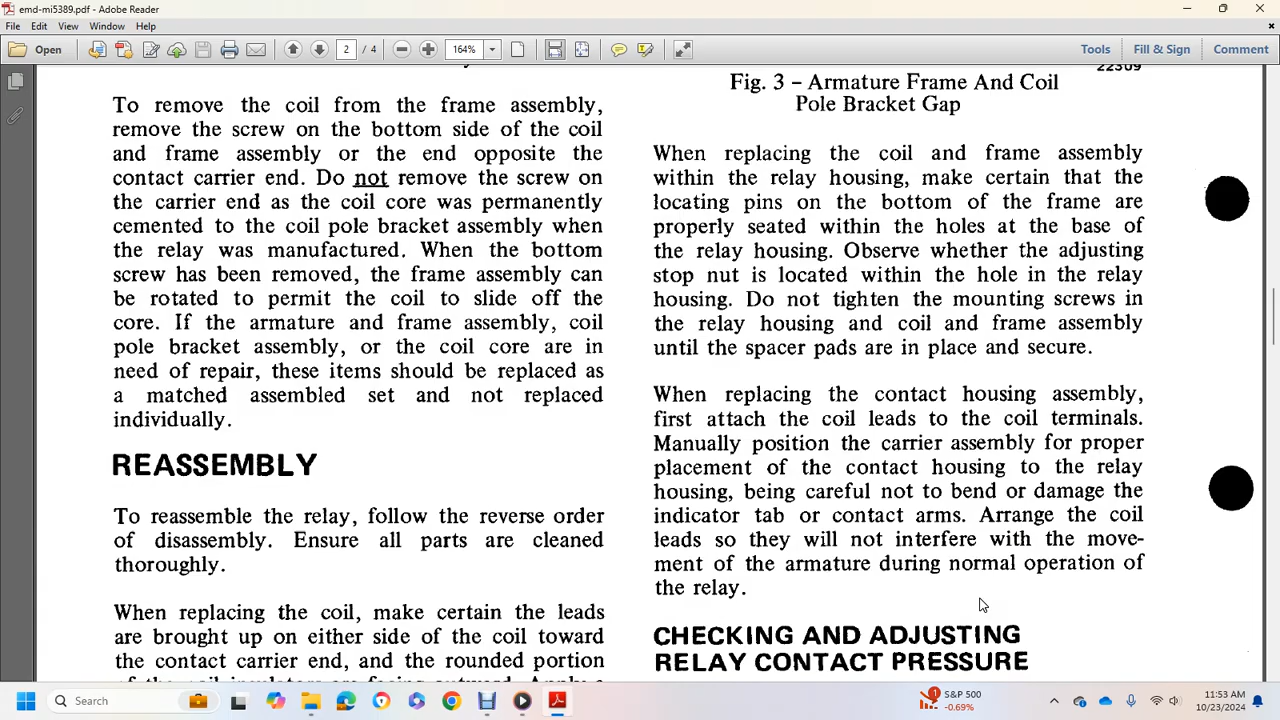 emd-mi5389.pdf - Adobe Reader
File Edit View Window Help
Open 2 / 4 164% Tools Fill & Sign Comment
To remove the coil from the frame assembly,
remove the screw on the bottom side of the coil
and frame assembly or the end opposite the
contact carrier end. Do not remove the screw on
the carrier end as the coil core was permanently
cemented to the coil pole bracket assembly when
the relay was manufactured. When the bottom
screw has been removed, the frame assembly can
be rotated to permit the coil to slide off the
core. If the armature and frame assembly, coil
pole bracket assembly, or the coil core are in
need of repair, these items should be replaced as
a matched assembled set and not replaced
individually.
REASSEMBLY
To reassemble the relay, follow the reverse order
of disassembly. Ensure all parts are cleaned
thoroughly.
When replacing the coil, make certain the leads
are brought up on either side of the coil toward
the contact carrier end, and the rounded portion
of the coil insulators are facing outward. Apply a
22309
Fig. 3 – Armature Frame And Coil
Pole Bracket Gap
When replacing the coil and frame assembly
within the relay housing, make certain that the
locating pins on the bottom of the frame are
properly seated within the holes at the base of
the relay housing. Observe whether the adjusting
stop nut is located within the hole in the relay
housing. Do not tighten the mounting screws in
the relay housing and coil and frame assembly
until the spacer pads are in place and secure.
When replacing the contact housing assembly,
first attach the coil leads to the coil terminals.
Manually position the carrier assembly for proper
placement of the contact housing to the relay
housing, being careful not to bend or damage the
indicator tab or contact arms. Arrange the coil
leads so they will not interfere with the move-
ment of the armature during normal operation of
the relay.
CHECKING AND ADJUSTING
RELAY CONTACT PRESSURE
Search
1
S&P 500
-0.69%
11:53 AM
10/23/2024